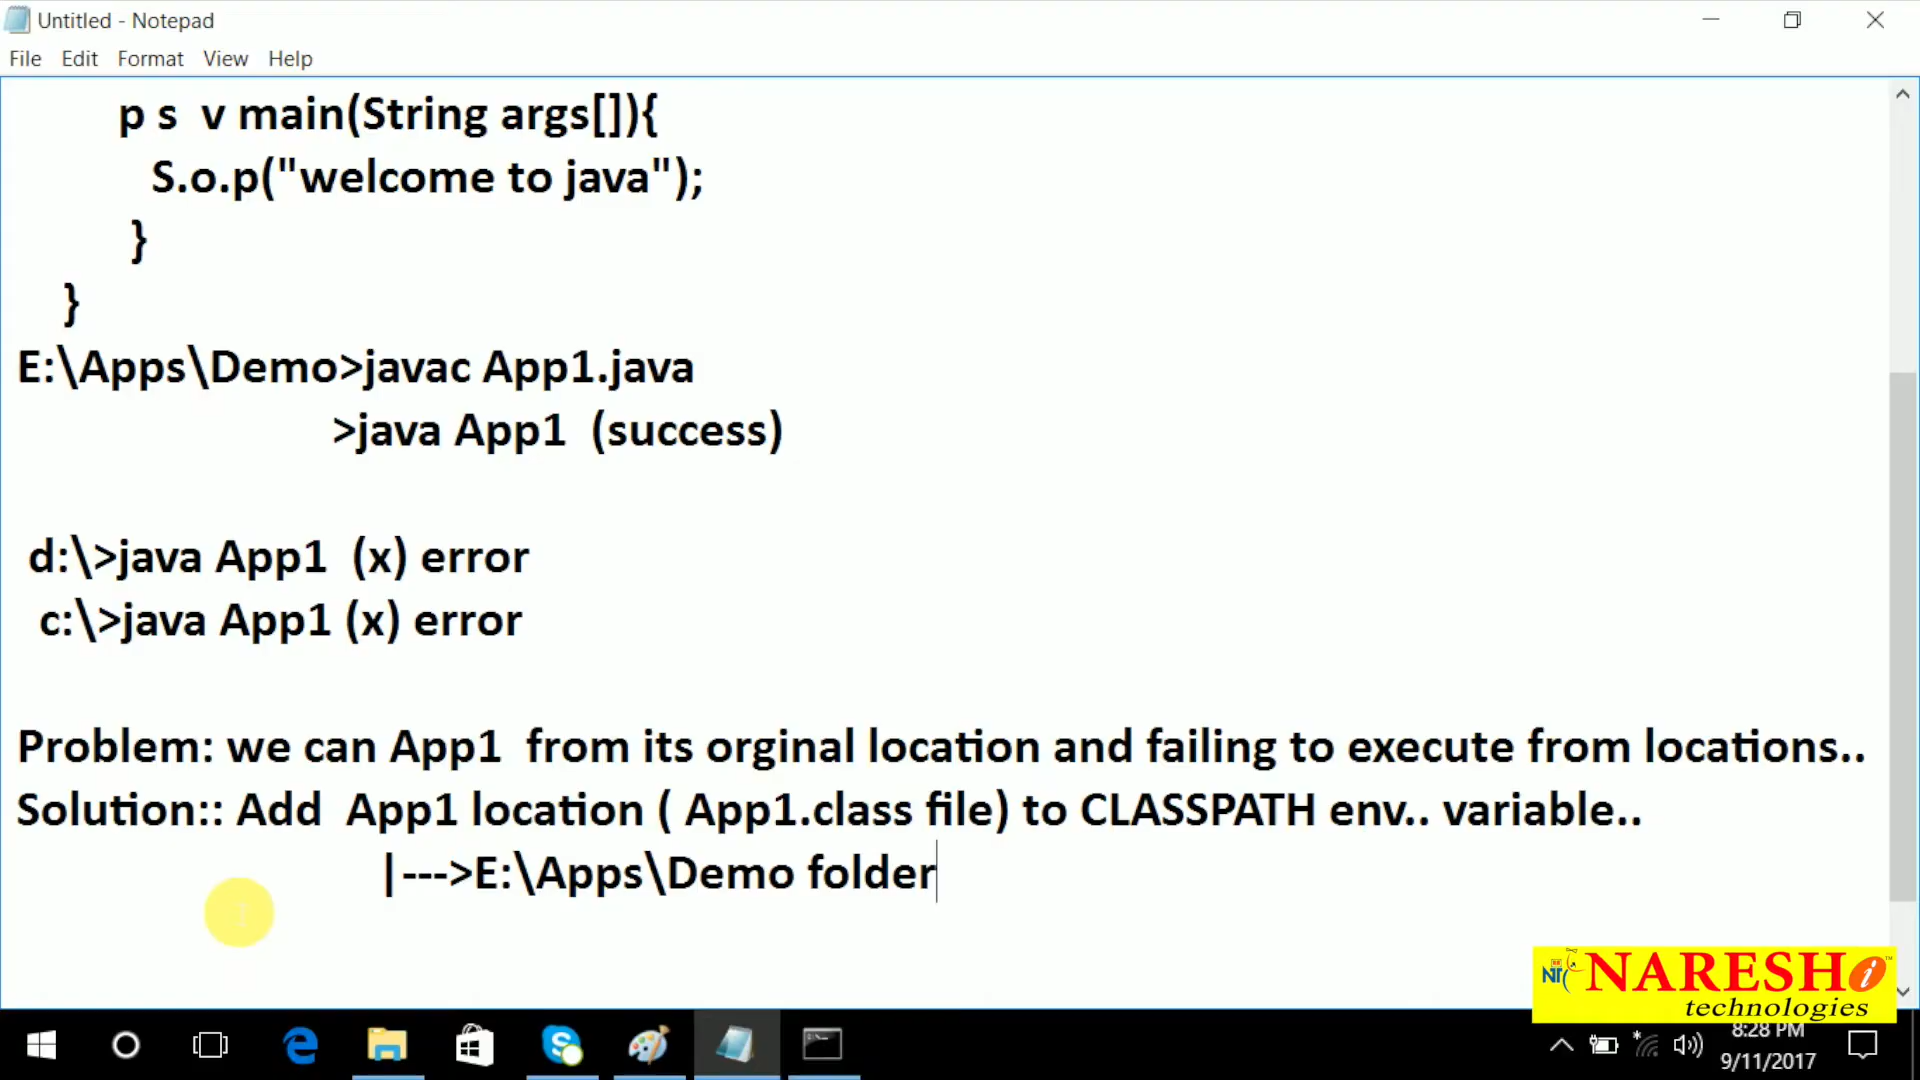 Untitled - Notepad
File Edit Format View Help
p s  v main(String args[]){
S.o.p("welcome to java");
}
}
E:\Apps\Demo>javac App1.java
>java App1  (success)
d:\>java App1  (x) error
c:\>java App1 (x) error
Problem: we can App1  from its orginal location and failing to execute from locations..
Solution:: Add  App1 location ( App1.class file) to CLASSPATH env.. variable..
|--->E:\Apps\Demo folder
NT NARESH i
technologies
8:28 PM
9/11/2017